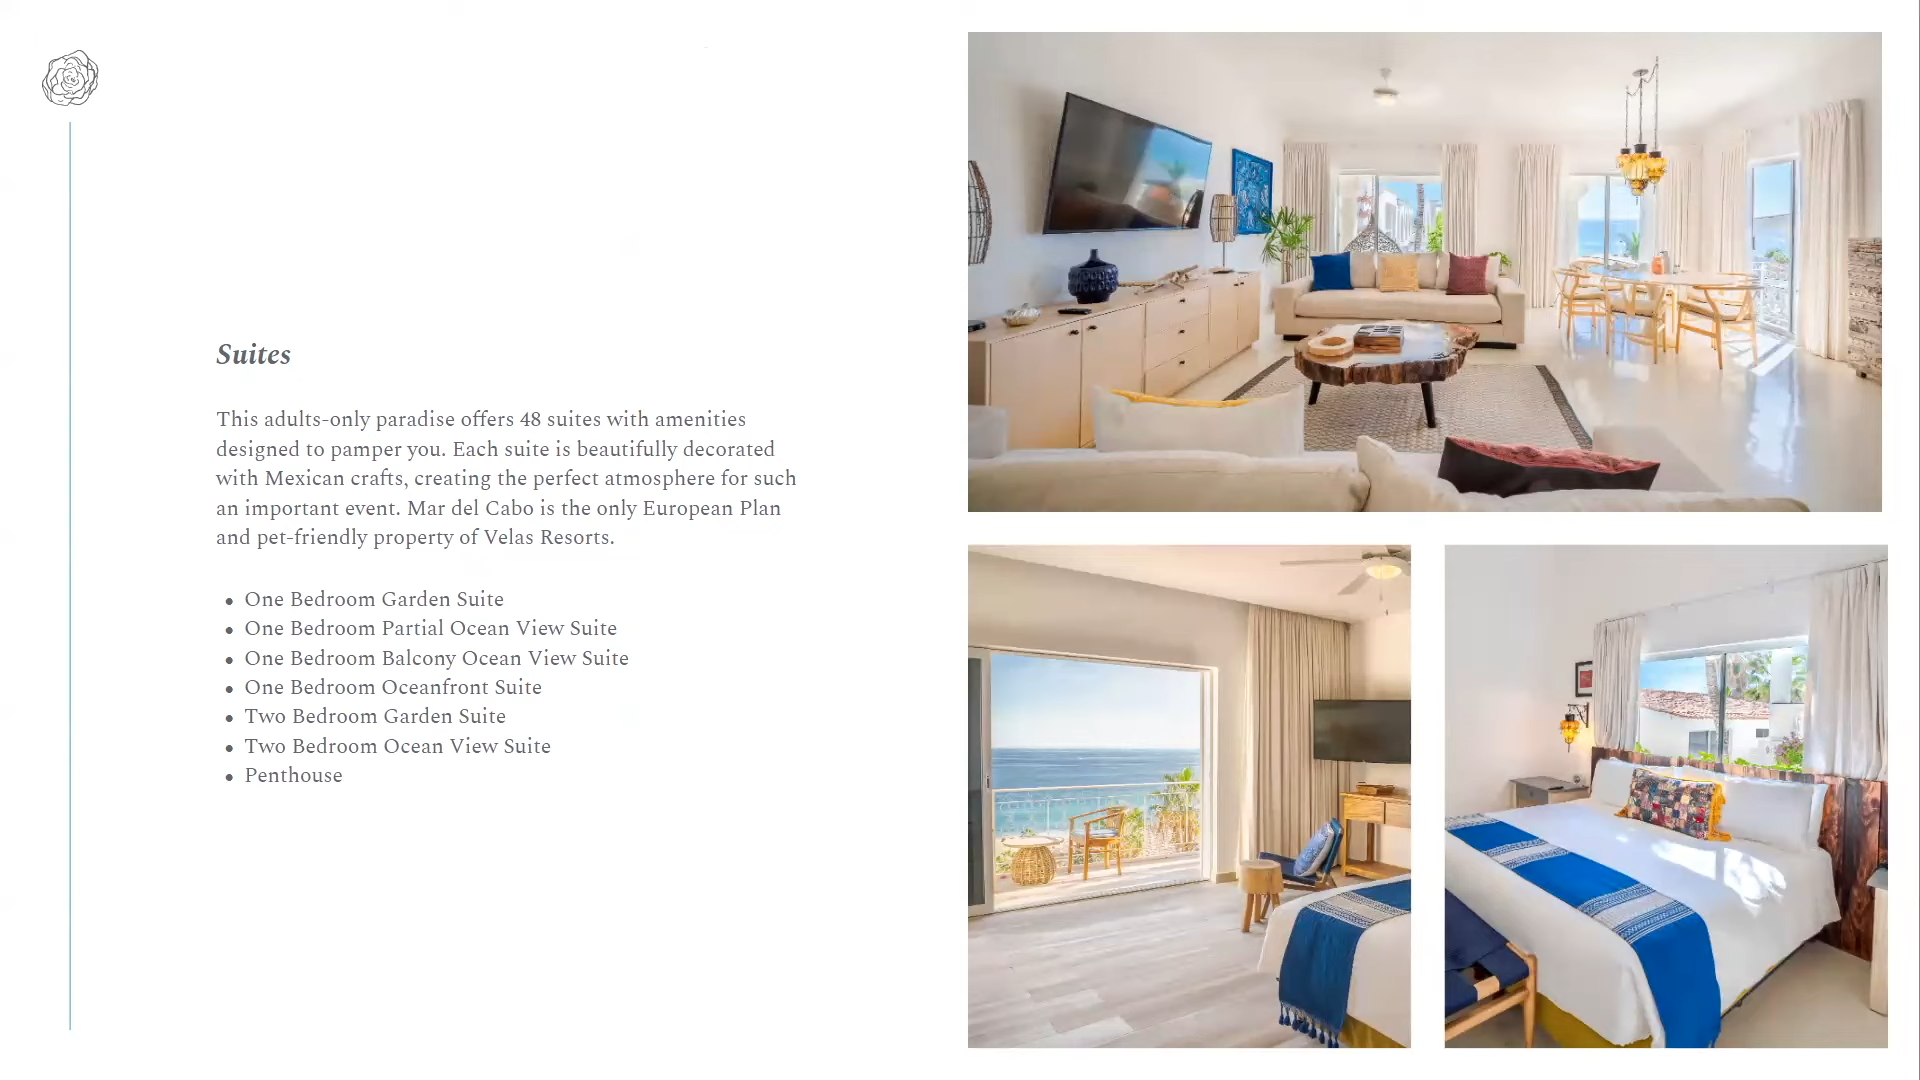 Suites
This adults-only paradise offers 48 suites with amenities
designed to pamper you. Each suite is beautifully decorated
with Mexican crafts, creating the perfect atmosphere for such
an important event. Mar del Cabo is the only European Plan
and pet-friendly property of Velas Resorts.
• One Bedroom Garden Suite
• One Bedroom Partial Ocean View Suite
• One Bedroom Balcony Ocean View Suite
• One Bedroom Oceanfront Suite
• Two Bedroom Garden Suite
• Two Bedroom Ocean View Suite
• Penthouse